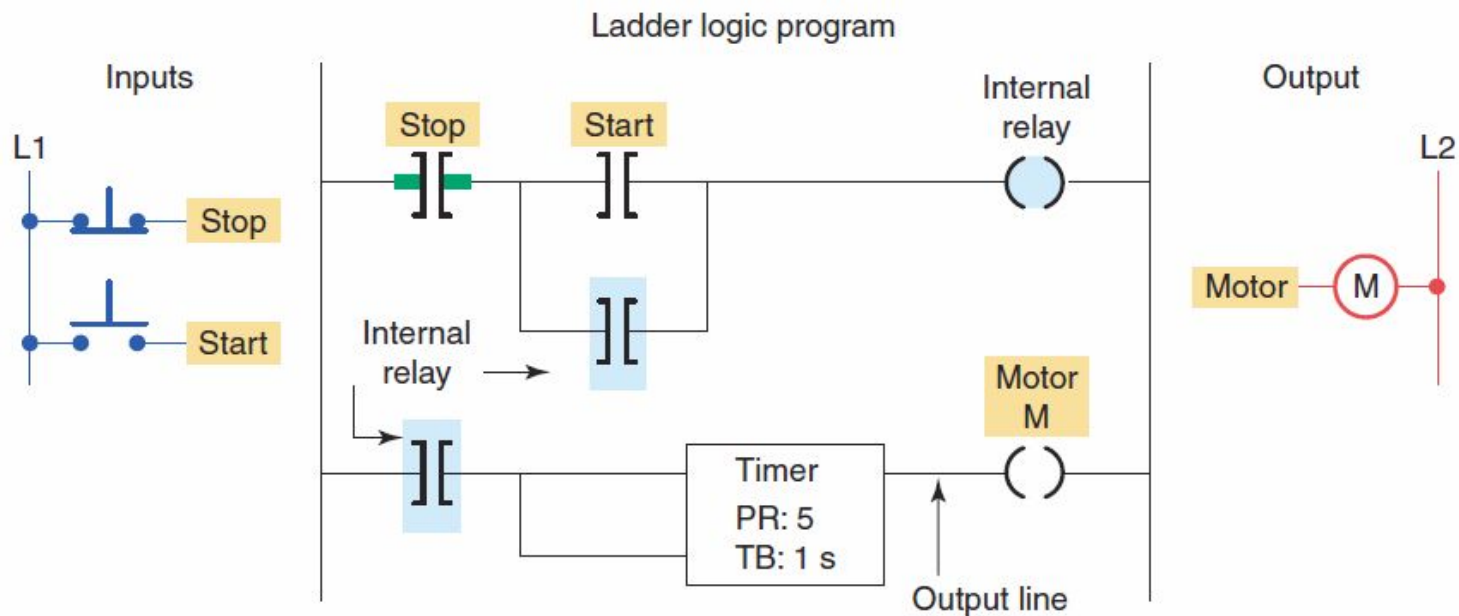 Ladder logic program
Inputs
L1
Stop
Start
Stop
Start
Internal
relay
Internal
relay
Timer
PR: 5
TB: 1 s
Motor
M
Output line
Output
L2
Motor
M